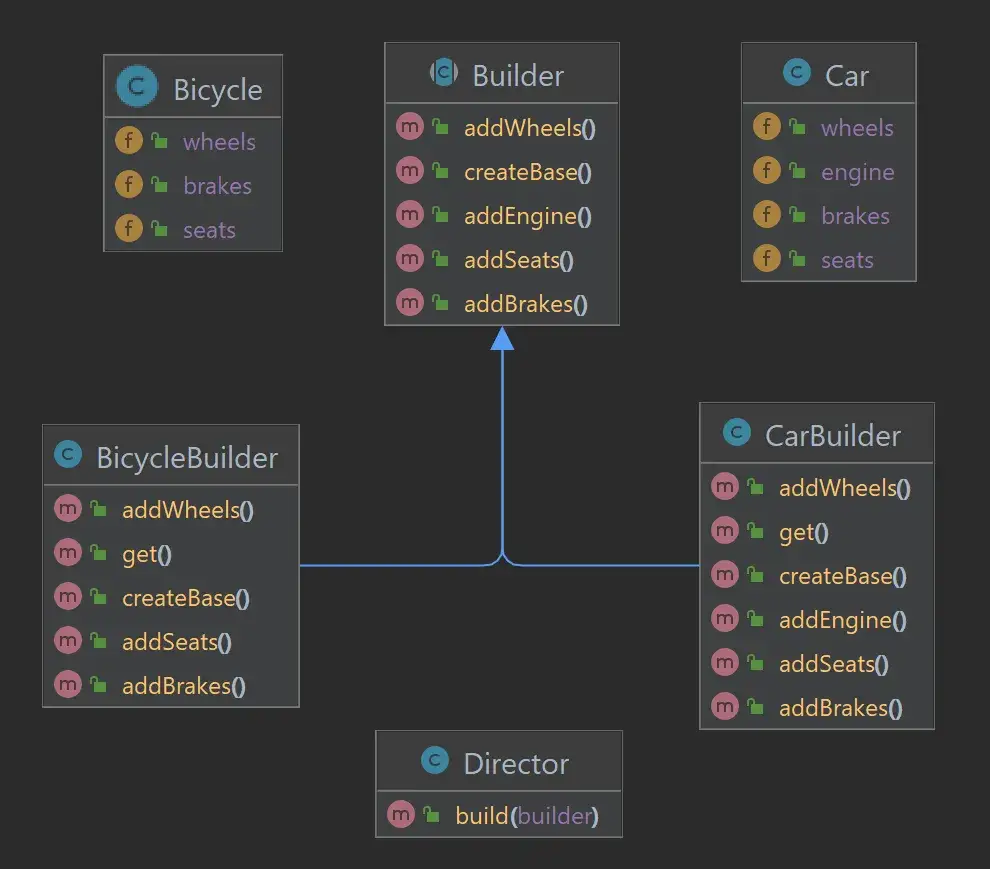 Bicycle
wheels
brakes
seats
Builder
addWheels()
createBase()
addEngine()
addSeats()
addBrakes()
Car
wheels
engine
brakes
seats
BicycleBuilder
addWheels()
get()
createBase()
addSeats()
addBrakes()
CarBuilder
addWheels()
get()
createBase()
addEngine()
addSeats()
addBrakes()
Director
build(builder)